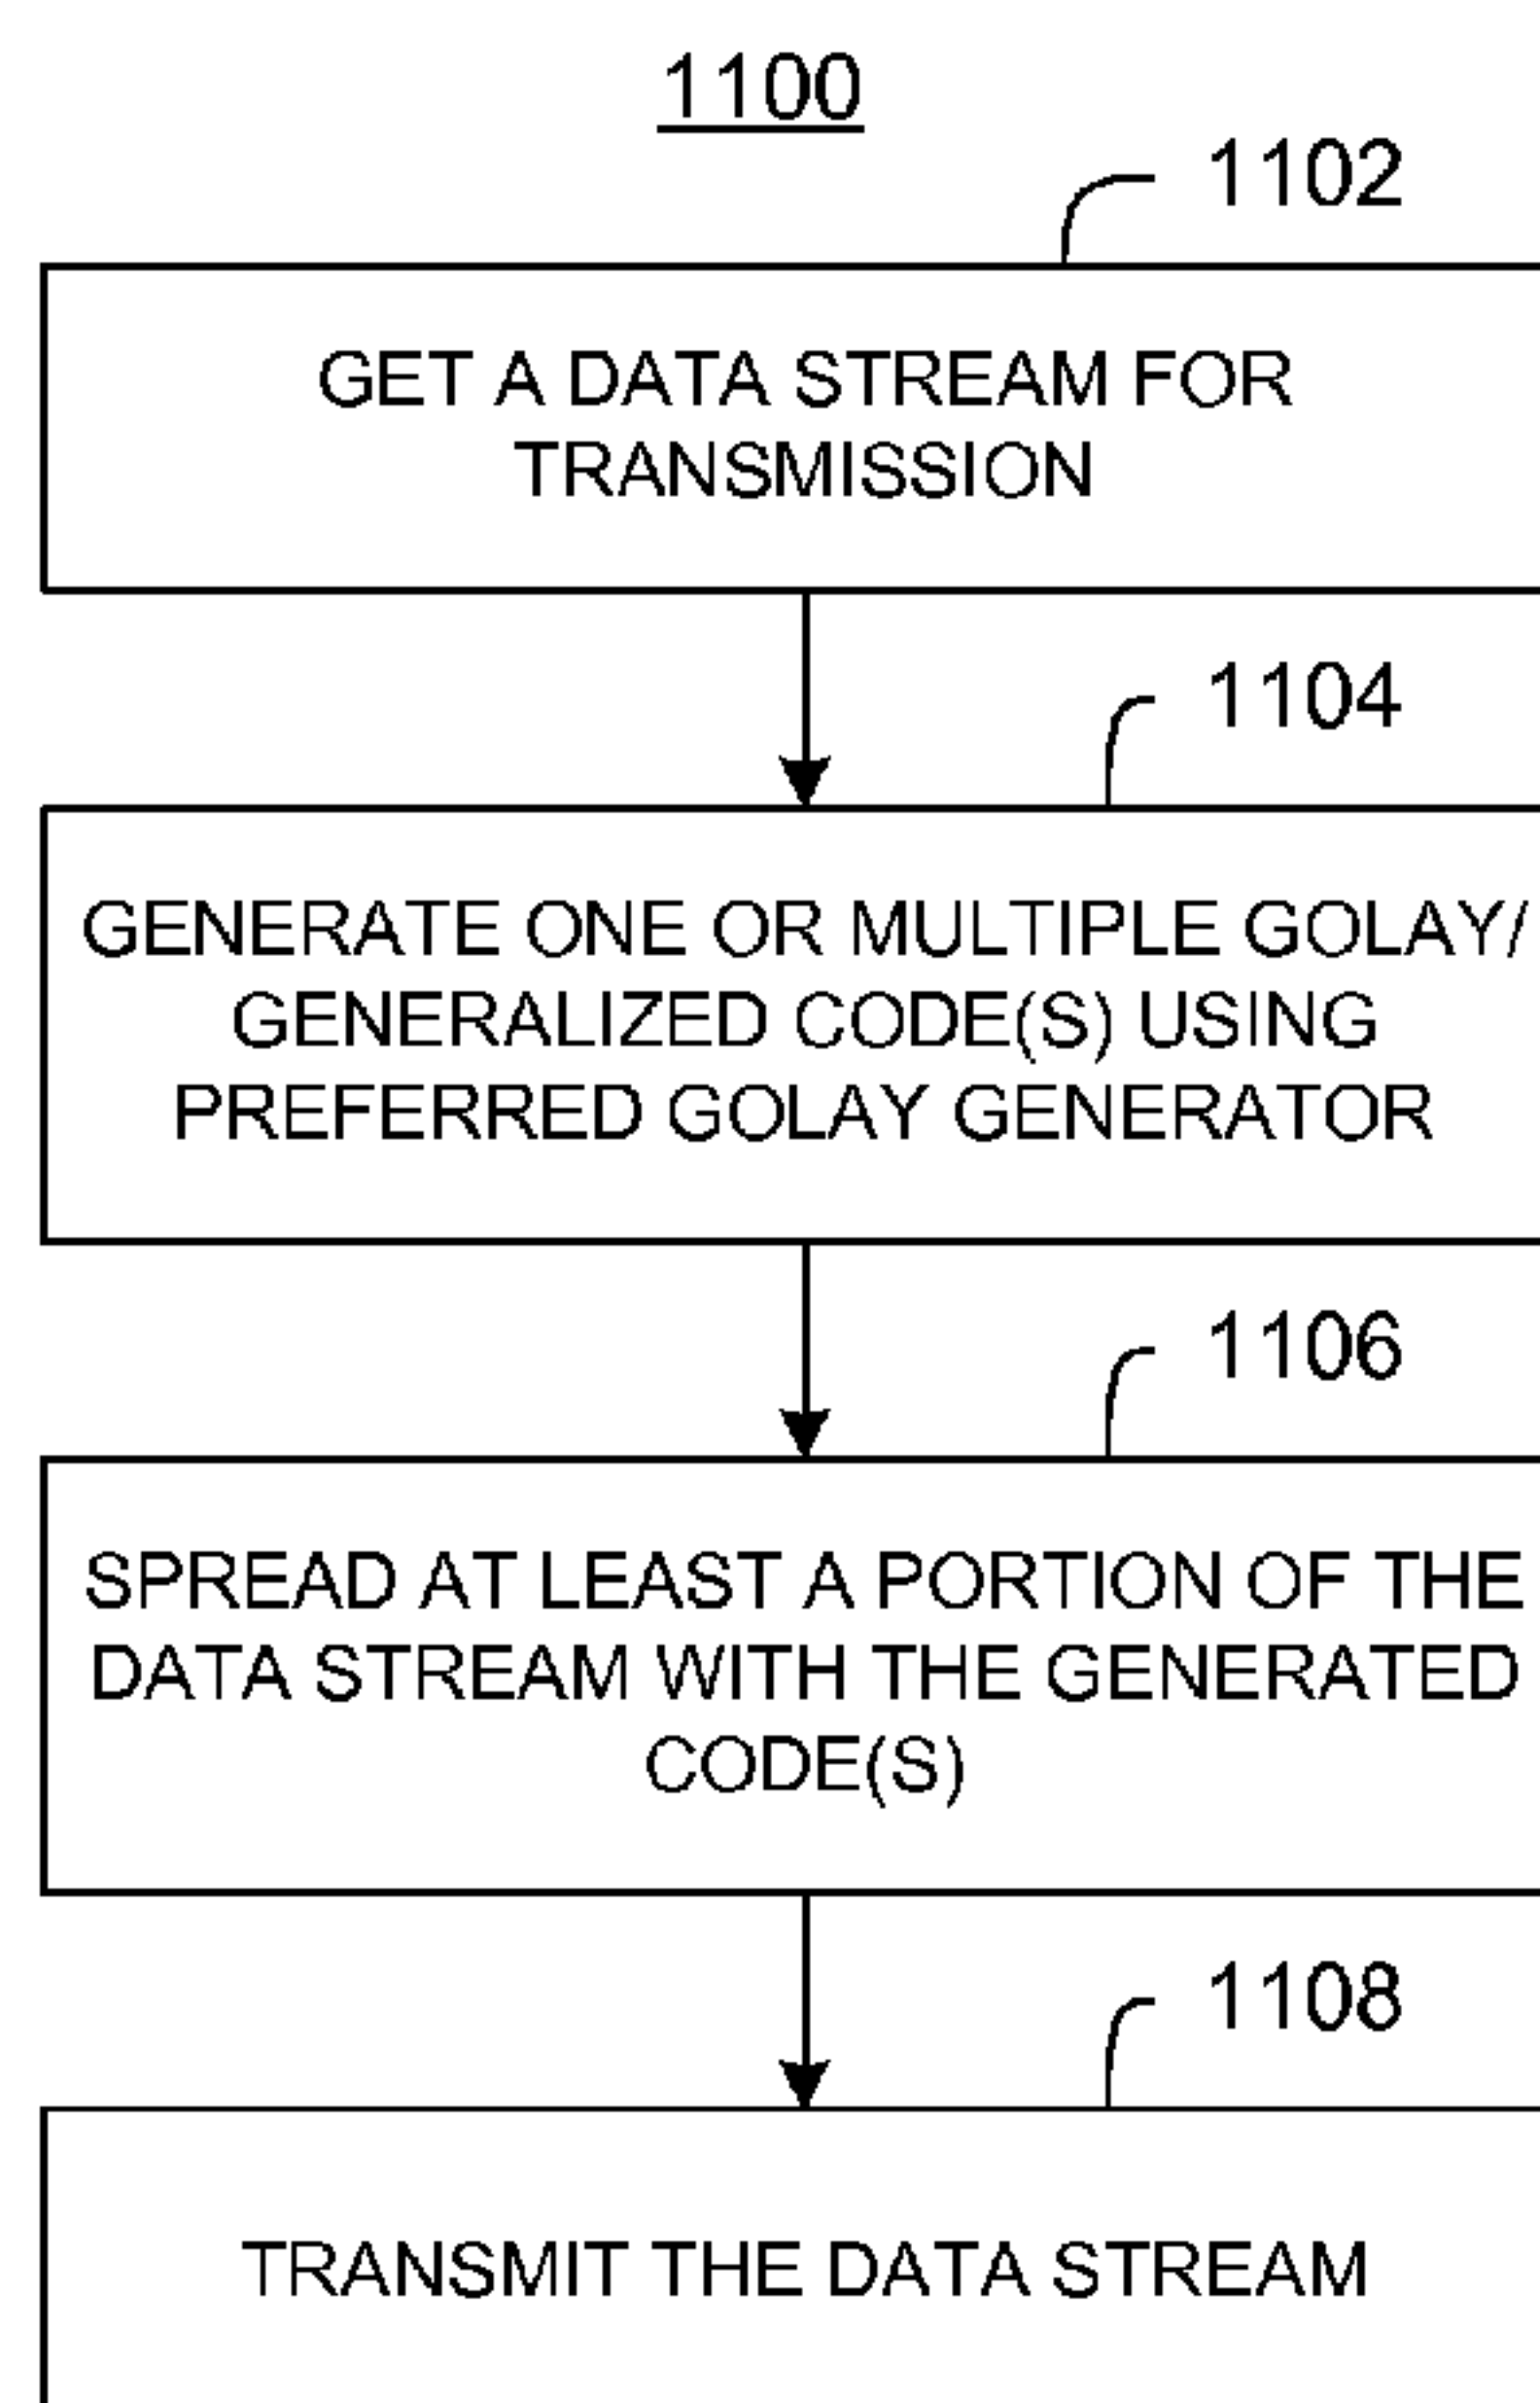 1100
1102
GET A DATA STREAM FOR
TRANSMISSION
1104
GENERATE ONE OR MULTIPLE GOLAY/
GENERALIZED CODE(S) USING
PREFERRED GOLAY GENERATOR
1106
SPREAD AT LEAST A PORTION OF THE
DATA STREAM WITH THE GENERATED
CODE(S)
1108
TRANSMIT THE DATA STREAM